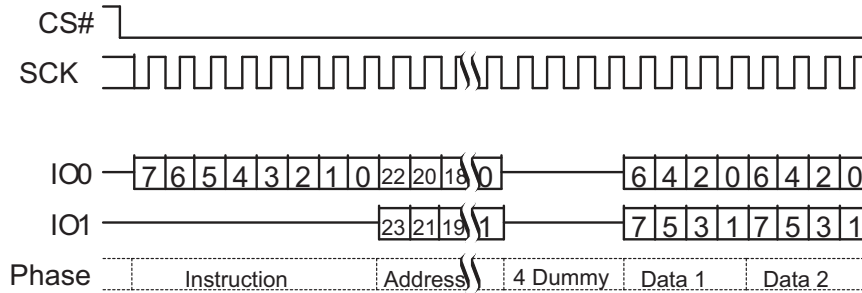 CS#
SCK
IO0 7 6 5 4 3 2 1 0 22 20 18 0 6 4 2 0 6 4 2 0
IO1 23 21 19 1 7 5 3 1 7 5 3 1
Phase Instruction Address 4 Dummy Data 1 Data 2